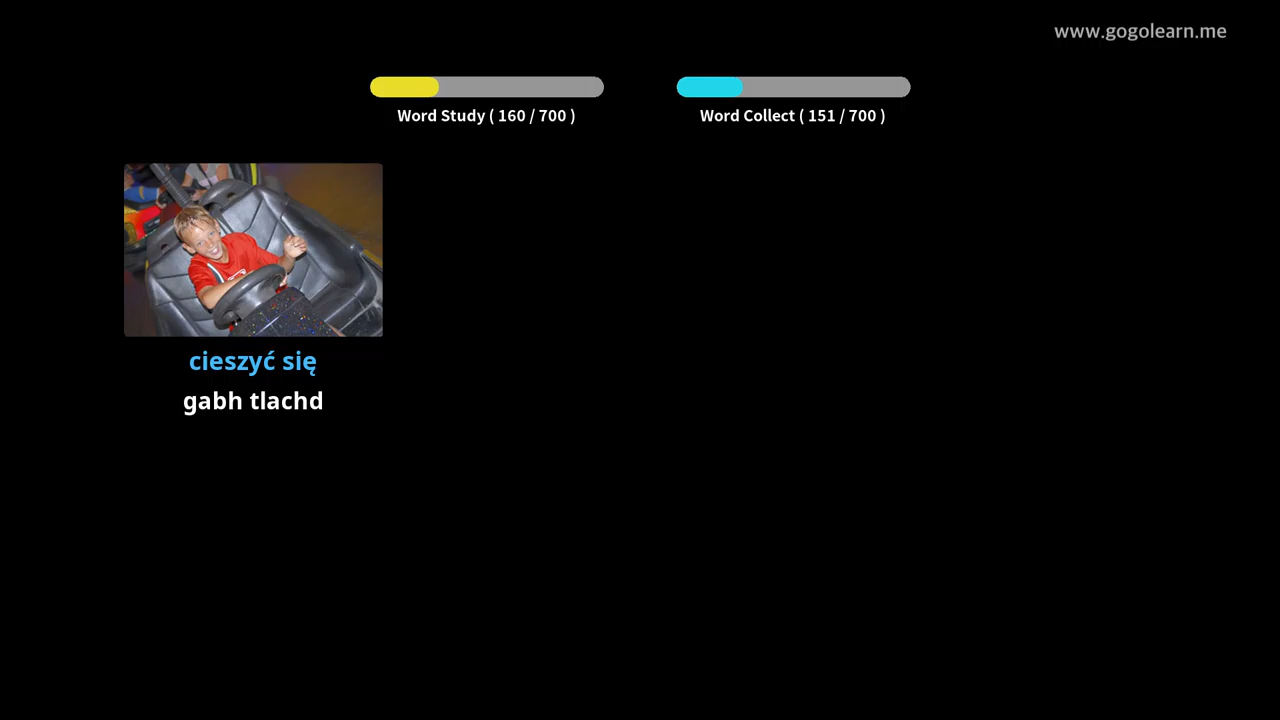 www.gogolearn.me
Word Study ( 160 / 700 )
Word Collect ( 151 / 700 )
cieszyć się
gabh tlachd